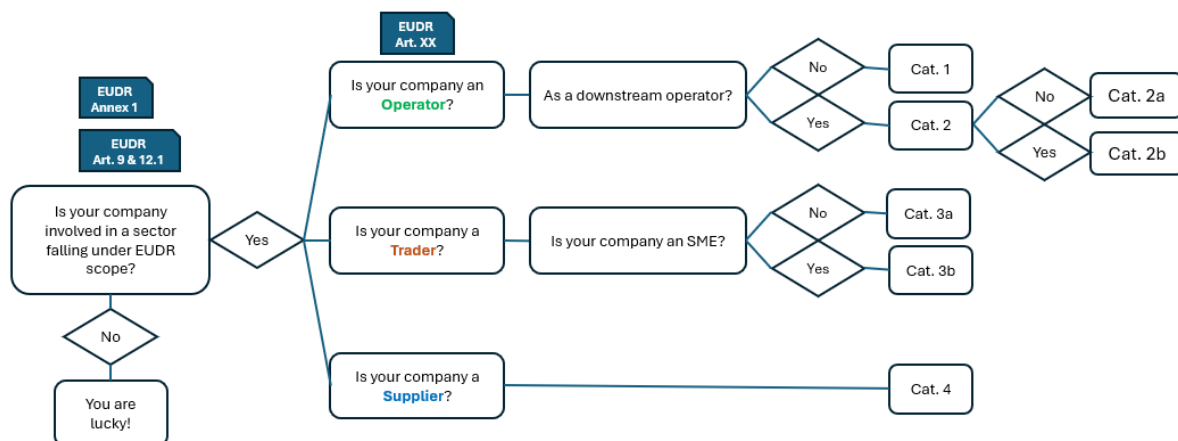 EUDR
Art. XX
EUDR
Annex 1
EUDR
Art. 9 & 12.1
Is your company
involved in a sector
falling under EUDR
scope?
No
You are
lucky!
Yes
Is your company an
Operator?
As a downstream operator?
No
Cat. 1
Yes
Cat. 2
No
Cat. 2a
Yes
Cat. 2b
Is your company a
Trader?
Is your company an SME?
No
Cat. 3a
Yes
Cat. 3b
Is your company a
Supplier?
Cat. 4